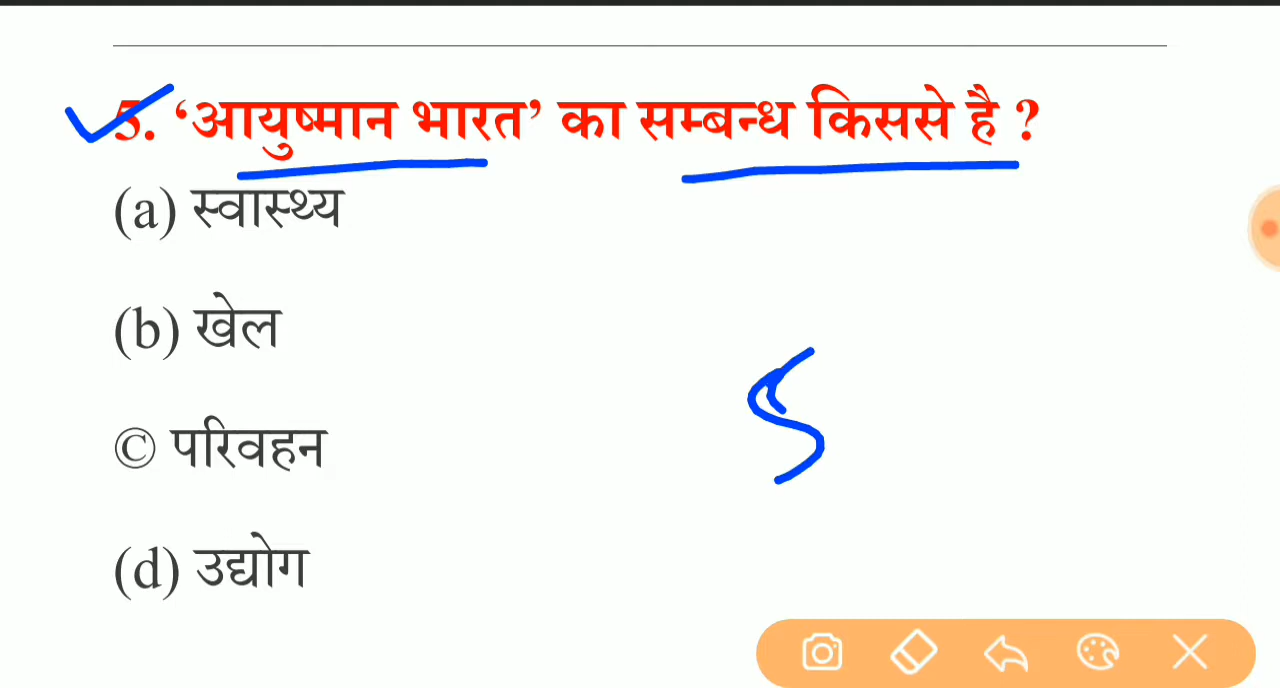 5. ‘आयुष्मान भारत’ का सम्बन्ध किससे है ?
(a) स्वास्थ्य
(b) खेल
© परिवहन
(d) उद्योग